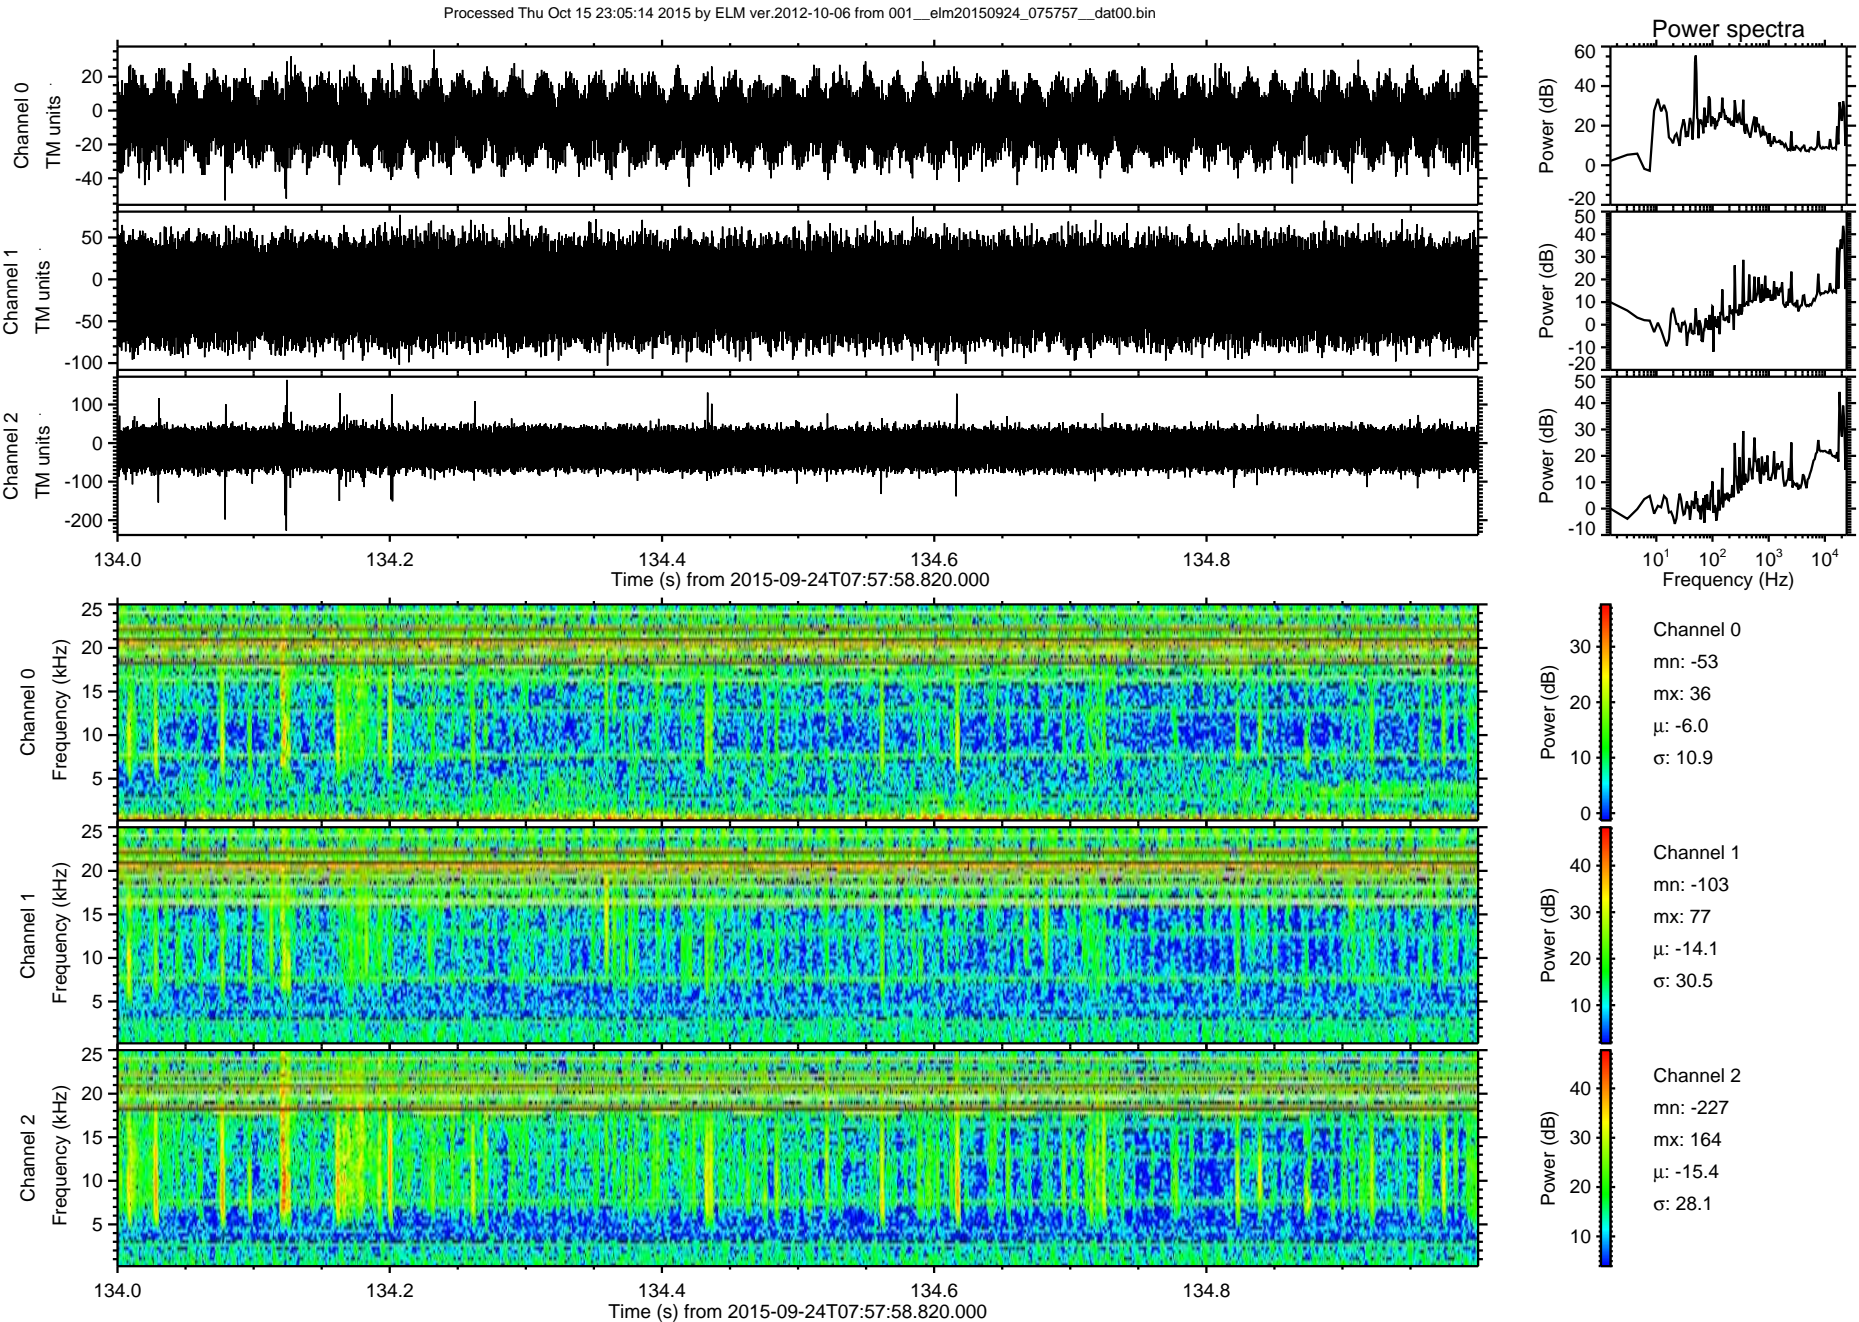 Processed Thu Oct 15 23:05:14 2015 by ELM ver.2012-10-06 from 001__elm20150924_075757__dat00.bin
Power spectra
Channel 0
TM units
20
0
-20
-40
Power (dB)
60
40
20
0
-20
Channel 1
TM units
50
0
-50
-100
Power (dB)
50
40
30
20
10
0
-10
-20
Channel 2
TM units
100
0
-100
-200
Power (dB)
50
40
30
20
10
0
-10
134.0 134.2 134.4 134.6 134.8
Time (s) from 2015-09-24T07:57:58.820.000
10^1 10^2 10^3 10^4
Frequency (Hz)
Channel 0
Frequency (kHz)
25
20
15
10
5
Power (dB)
30
20
10
0
Channel 0
mn: -53
mx: 36
μ: -6.0
σ: 10.9
Channel 1
Frequency (kHz)
25
20
15
10
5
Power (dB)
40
30
20
10
Channel 1
mn: -103
mx: 77
μ: -14.1
σ: 30.5
Channel 2
Frequency (kHz)
25
20
15
10
5
Power (dB)
40
30
20
10
Channel 2
mn: -227
mx: 164
μ: -15.4
σ: 28.1
134.0 134.2 134.4 134.6 134.8
Time (s) from 2015-09-24T07:57:58.820.000